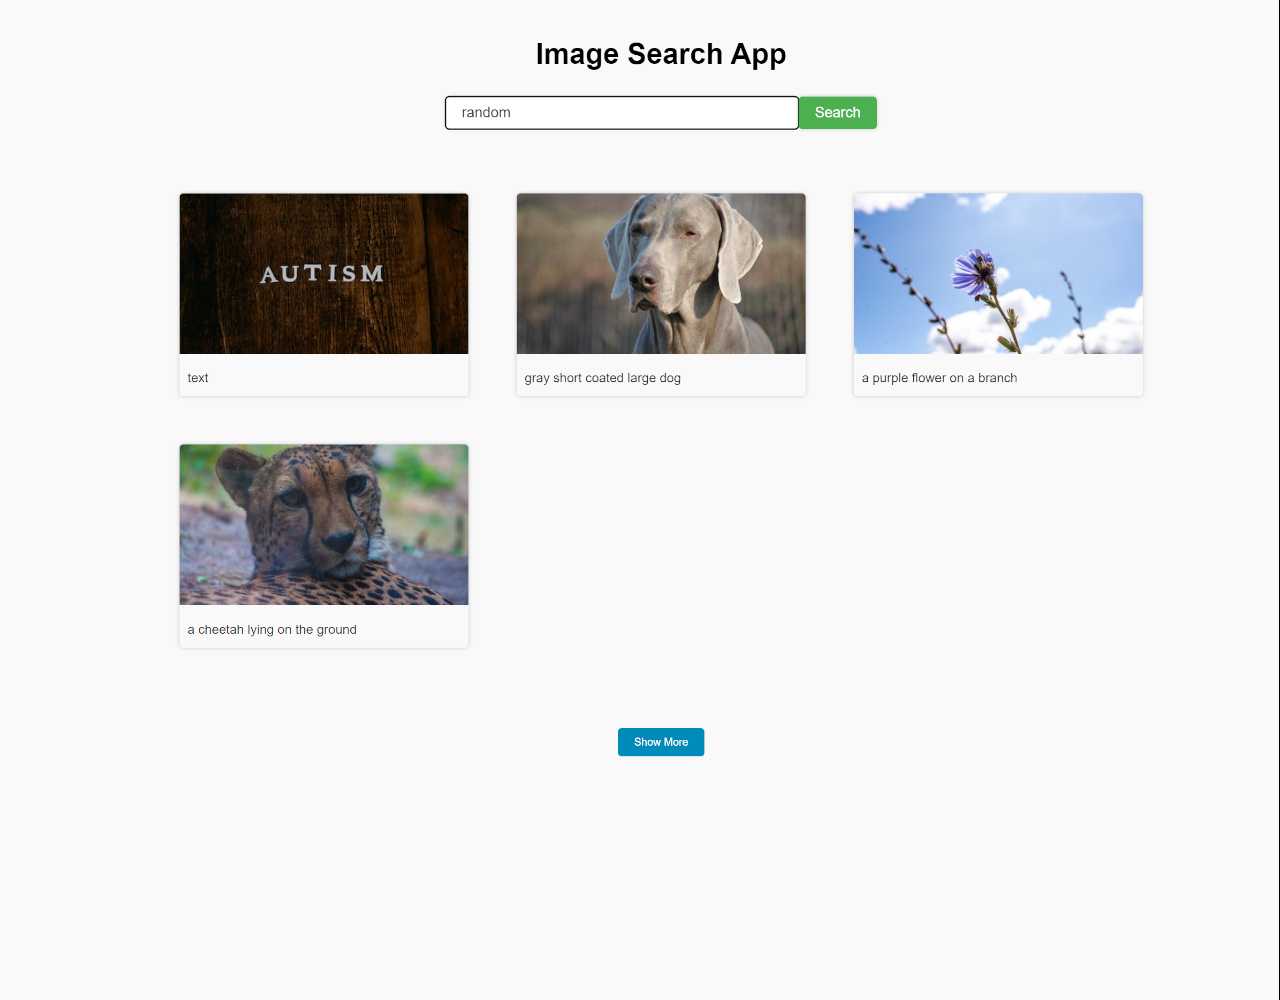 Image Search App
random
Search
AUTISM
text
gray short coated large dog
a purple flower on a branch
a cheetah lying on the ground
Show More